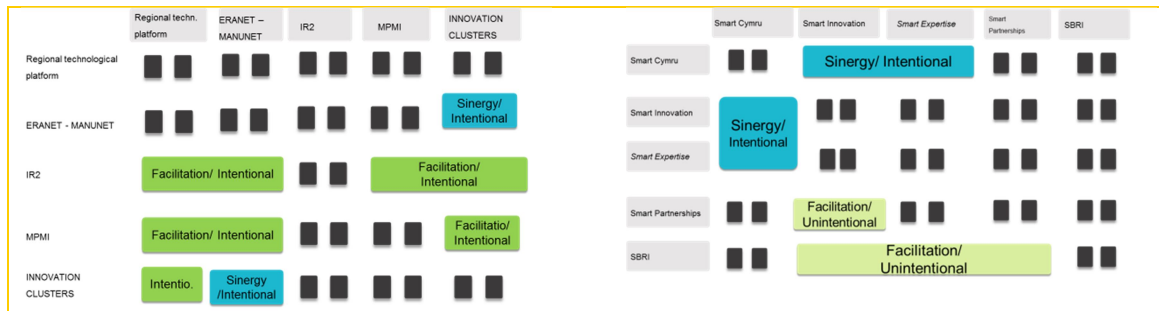 Regional techn.
platform
ERANET –
MANUNET
IR2
MPMI
INNOVATION
CLUSTERS
Regional technological
platform
ERANET - MANUNET
Sinergy/
Intentional
IR2
Facilitation/ Intentional
Facilitation/
Intentional
MPMI
Facilitation/ Intentional
Facilitatio/
Intentional
INNOVATION
CLUSTERS
Intentio.
Sinergy
/Intentional
Smart Cymru
Smart Innovation
Smart Expertise
Smart
Partnerships
SBRI
Smart Cymru
Sinergy/ Intentional
Smart Innovation
Sinergy/
Intentional
Smart Expertise
Smart Partnerships
Facilitation/
Unintentional
SBRI
Facilitation/
Unintentional